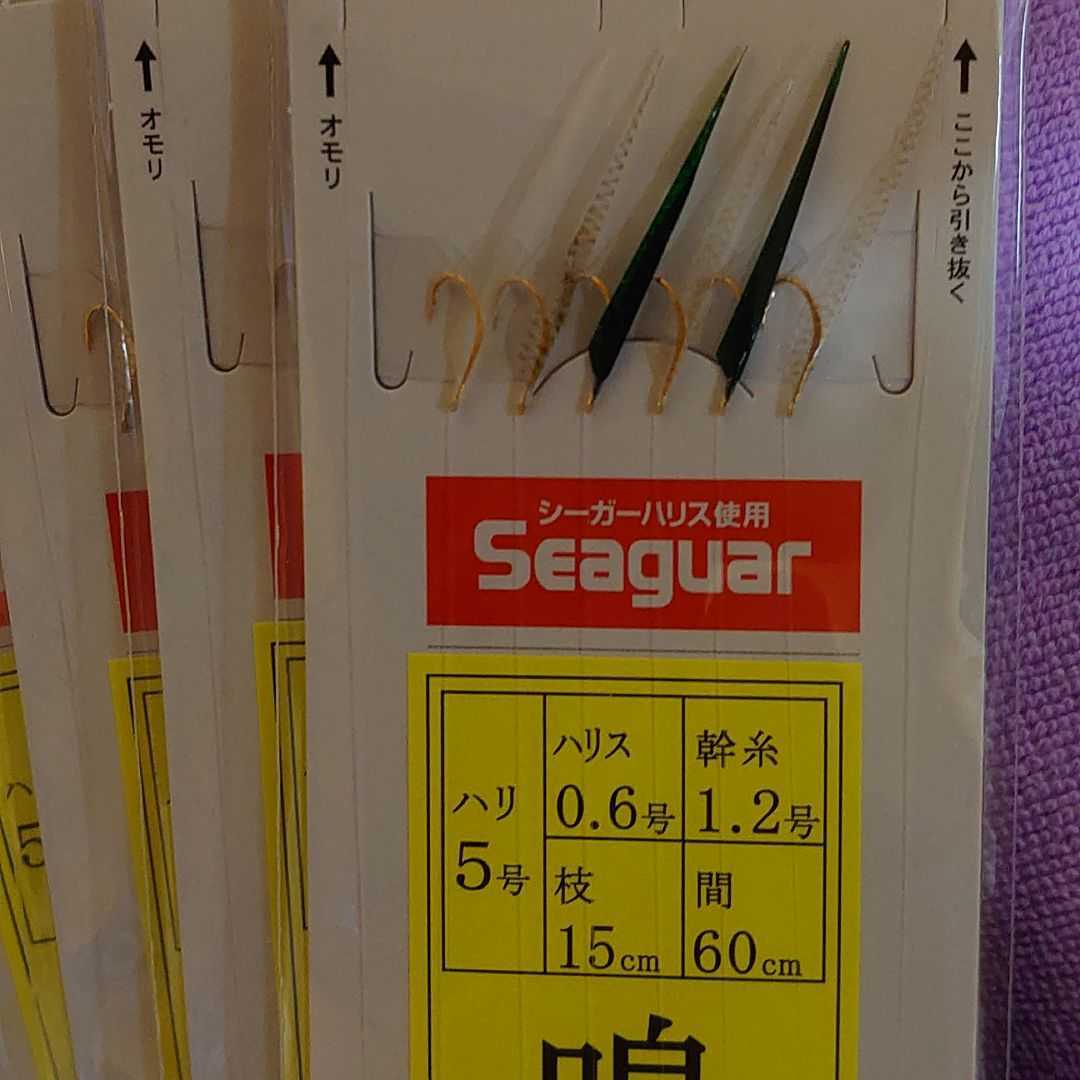 オモリ
オモリ
ここから引き抜く
シーガーハリス使用
Seaguar
ハリ
5号
ハリス
0.6号
幹糸
1.2号
枝
15cm
間
60cm
ハ
5